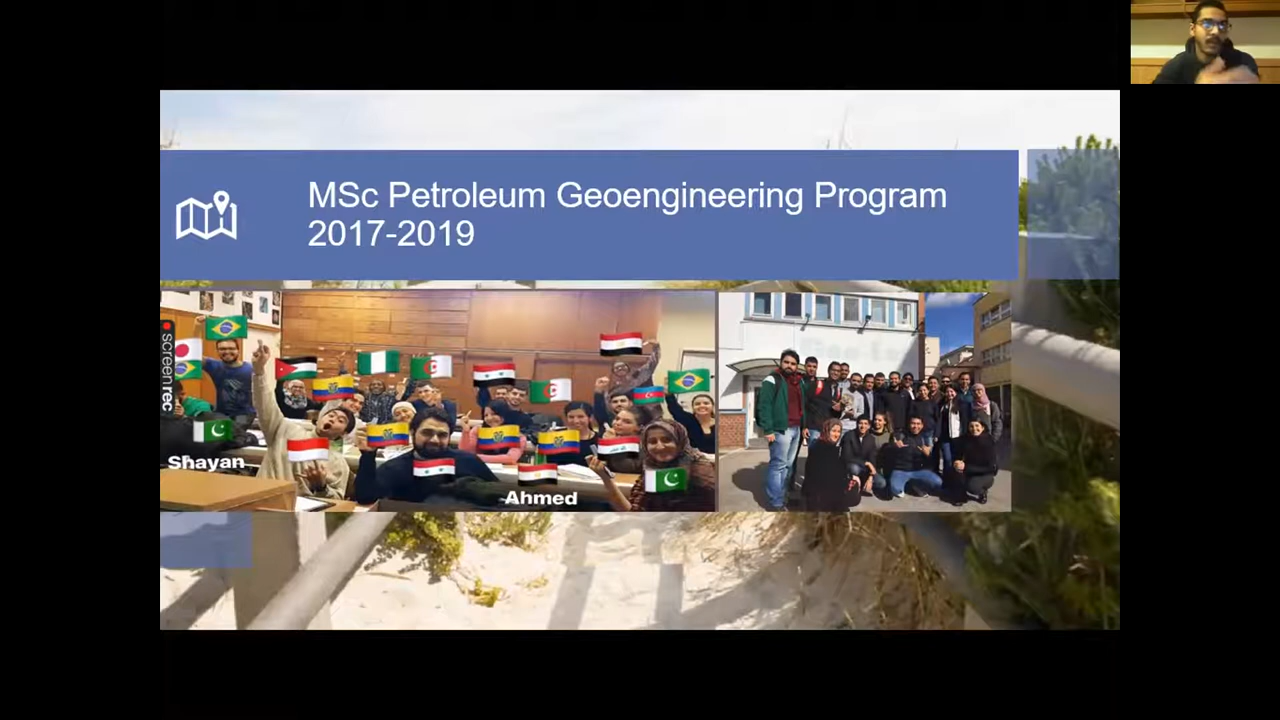 MSc Petroleum Geoengineering Program
2017-2019
screenrec
Shayan
Ahmed